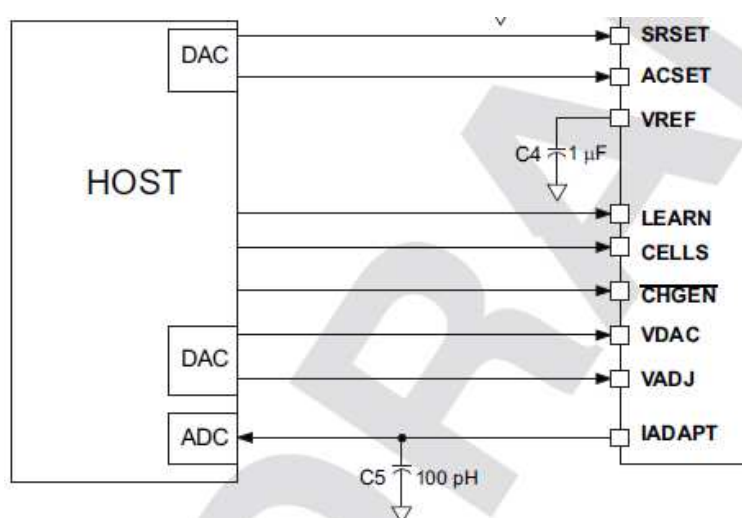 DAC
SRSET
ACSET
VREF
C4 1 μF
HOST
LEARN
CELLS
CHGEN
DAC
VDAC
VADJ
ADC
IADAPT
C5 100 pH